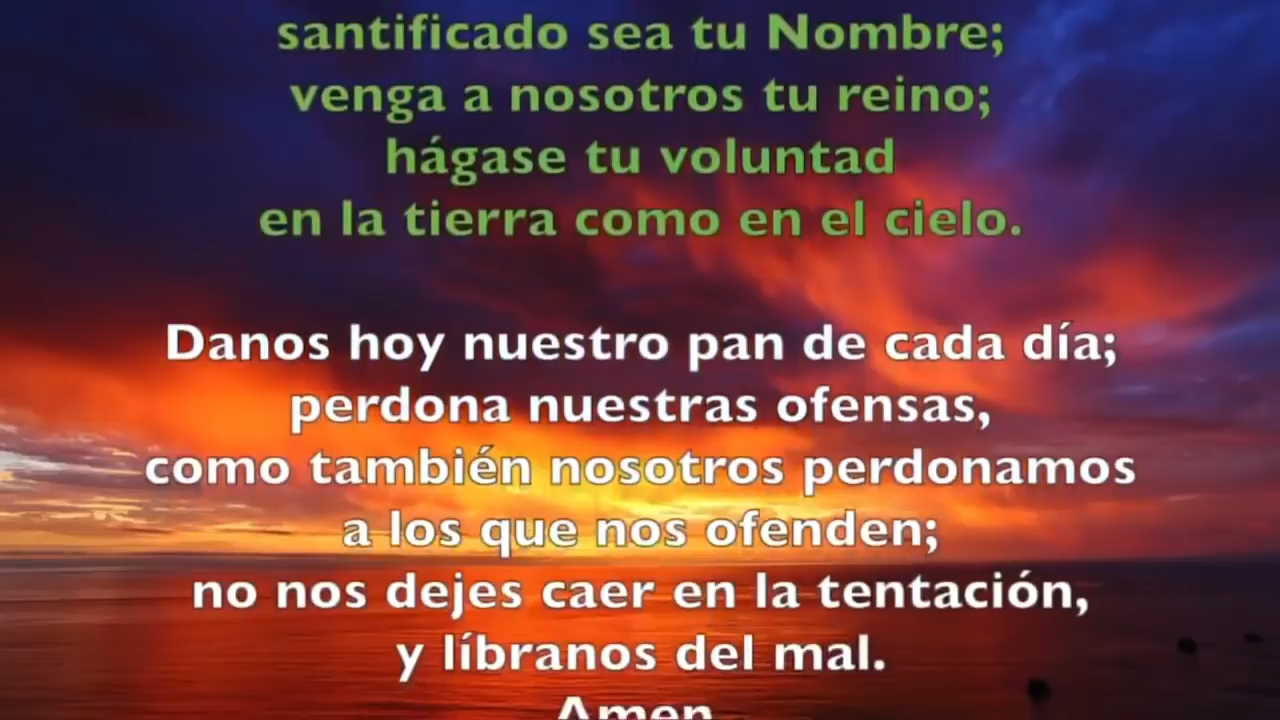 santificado sea tu Nombre;
venga a nosotros tu reino;
hágase tu voluntad
en la tierra como en el cielo.
Danos hoy nuestro pan de cada día;
perdona nuestras ofensas,
como también nosotros perdonamos
a los que nos ofenden;
no nos dejes caer en la tentación,
y líbranos del mal.
Amen